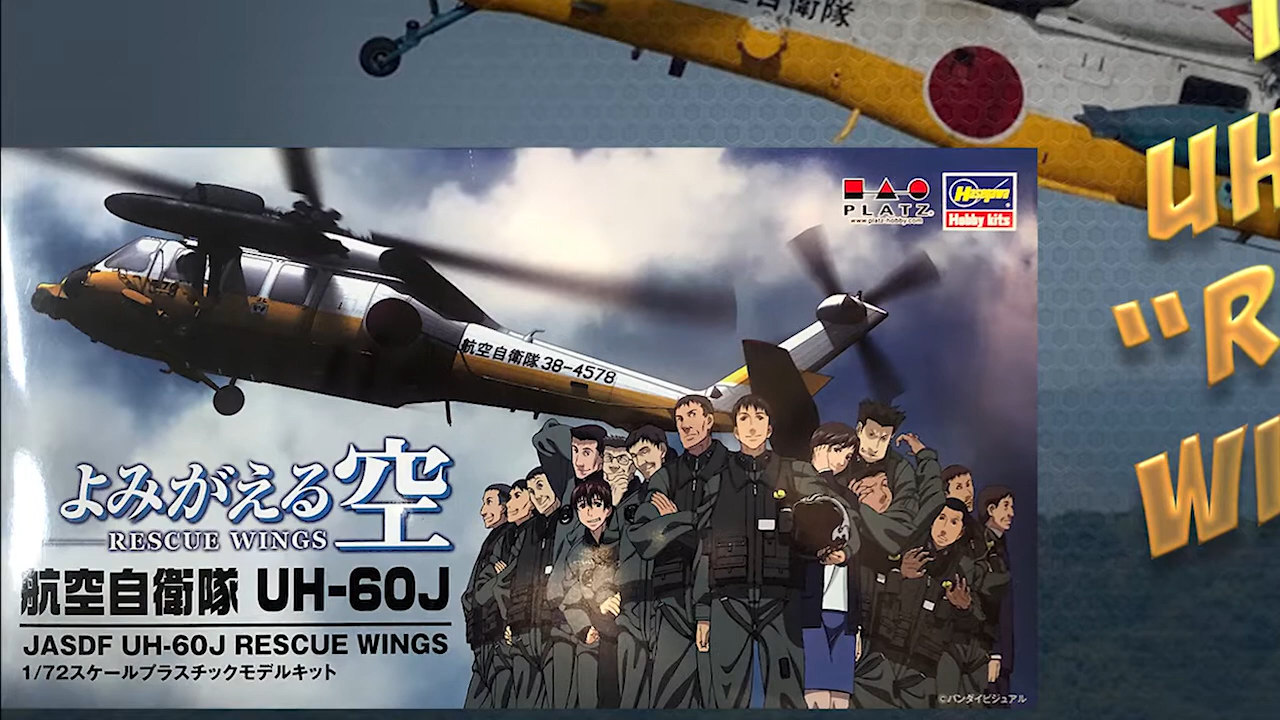 自衛隊
UH
"R
WI
PLATZ
www.platz-hobby.com
Hasegawa
Hobby kits
航空自衛隊 38-4578
よみがえる空
RESCUE WINGS
航空自衛隊 UH-60J
JASDF UH-60J RESCUE WINGS
1/72スケールプラスチックモデルキット
©バンダイビジュアル